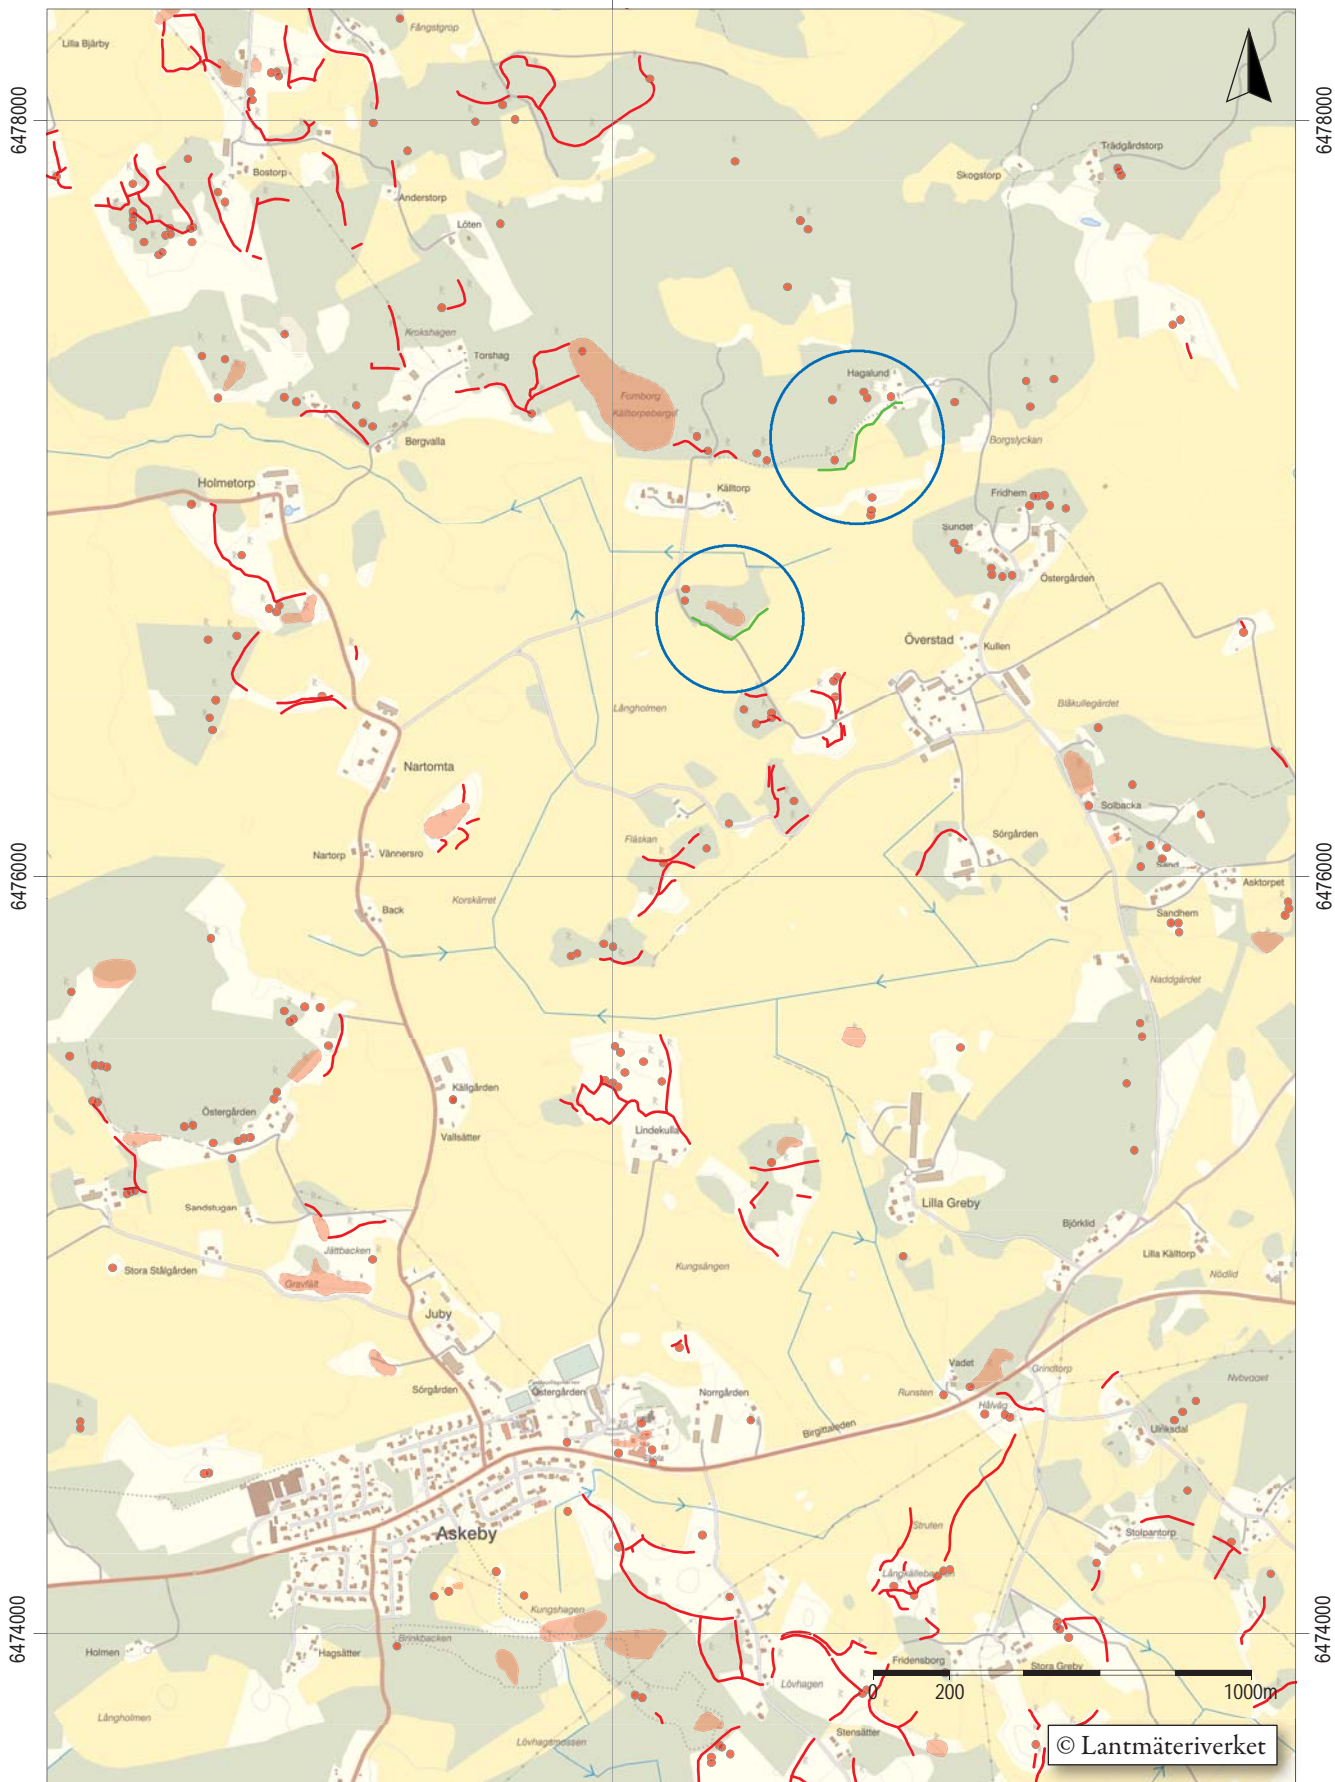 Fångstgrop
Lilla Bjärby
6478000
6478000
Trädgårdstorp
Skogstorp
Bostorp
Anderstorp
Löten
Krokshagen
Torshag
Hagalund
Fornborg
Källtorpeberget
Bergvalla
Borgslyckan
Holmetorp
Källtorp
Fridhem
Sundet
Östergården
Överstad
Kullen
Långholmen
Blåkullegärdet
Nartomta
Solbacka
Fläskan
Sörgården
Nartorp
Vännersro
Sand
6476000
6476000
Asktorpet
Korskärret
Back
Sandhem
Naddgärdet
Källgården
Östergården
Lindekulla
Vallsätter
Sandstugan
Lilla Greby
Björklid
Jättbacken
Lilla Källtorp
Stora Stålgården
Kungsängen
Nödlid
Gravfält
Juby
Vadet
Grindtorp
Sörgården
Östergården
Norrgården
Runsten
Nybygget
Hålväg
Birgittaleden
Ulriksdal
Askeby
Struten
Stolpantorp
Långkällebacken
Kungshagen
6474000
6474000
Brinkbacken
Holmen
Hagsätter
Fridensborg
Stora Greby
Lövhagen
0
200
1000m
Långholmen
Stensätter
Lövhagsmossen
© Lantmäteriverket